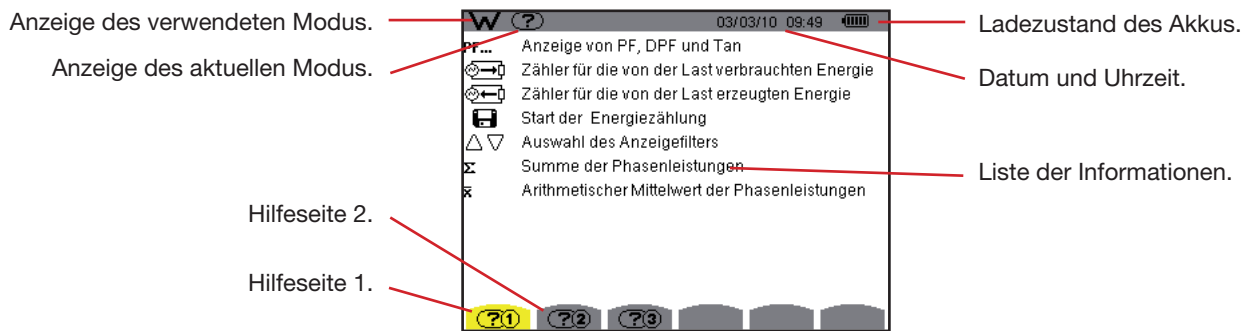 Anzeige des verwendeten Modus.
Anzeige des aktuellen Modus.
W ? 03/03/10 09:49
Ladezustand des Akkus.
Datum und Uhrzeit.
PF... Anzeige von PF, DPF und Tan
Zähler für die von der Last verbrauchten Energie
Zähler für die von der Last erzeugten Energie
Start der Energiezählung
Auswahl des Anzeigefilters
Σ Summe der Phasenleistungen
Liste der Informationen.
x̄ Arithmetischer Mittelwert der Phasenleistungen
Hilfeseite 2.
Hilfeseite 1.
?1 ?2 ?3